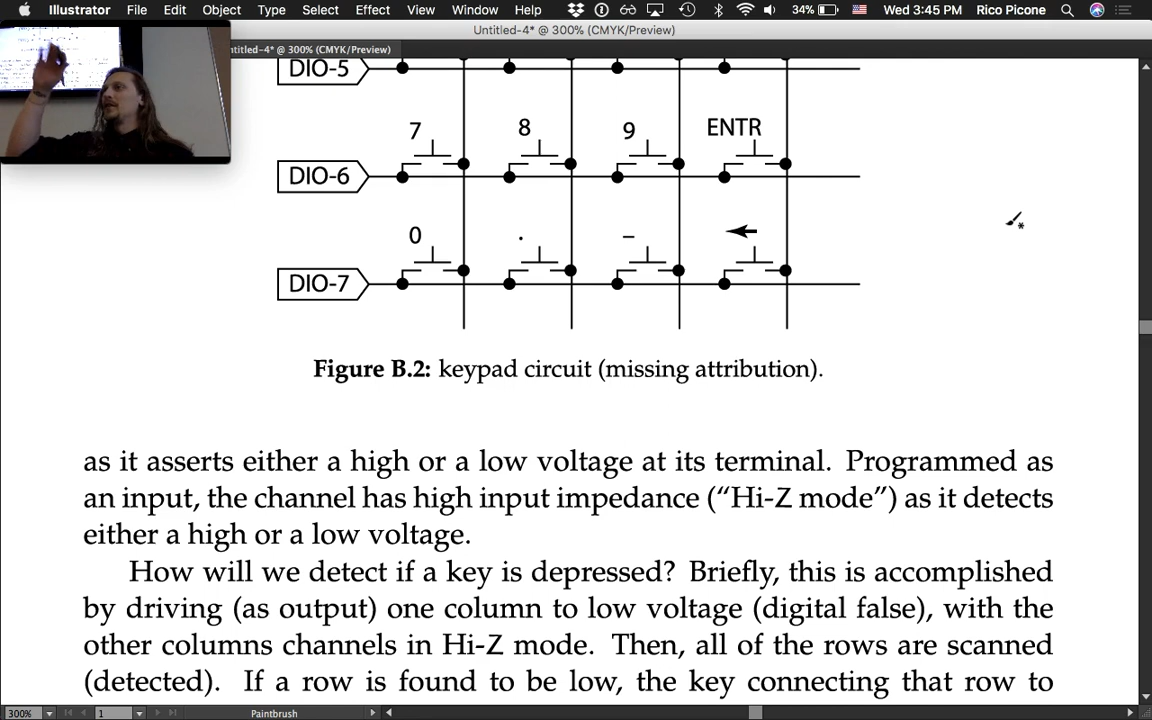 Illustrator File Edit Object Type Select Effect View Window Help 34% Wed 3:45 PM Rico Picone
Untitled-4* @ 300% (CMYK/Preview)
ntitled-4* @ 300% (CMYK/Preview)
DIO-5
7 8 9 ENTR
DIO-6
0 . –
DIO-7
Figure B.2: keypad circuit (missing attribution).
as it asserts either a high or a low voltage at its terminal. Programmed as
an input, the channel has high input impedance (“Hi-Z mode”) as it detects
either a high or a low voltage.
How will we detect if a key is depressed? Briefly, this is accomplished
by driving (as output) one column to low voltage (digital false), with the
other columns channels in Hi-Z mode. Then, all of the rows are scanned
(detected). If a row is found to be low, the key connecting that row to
300% 1 Paintbrush